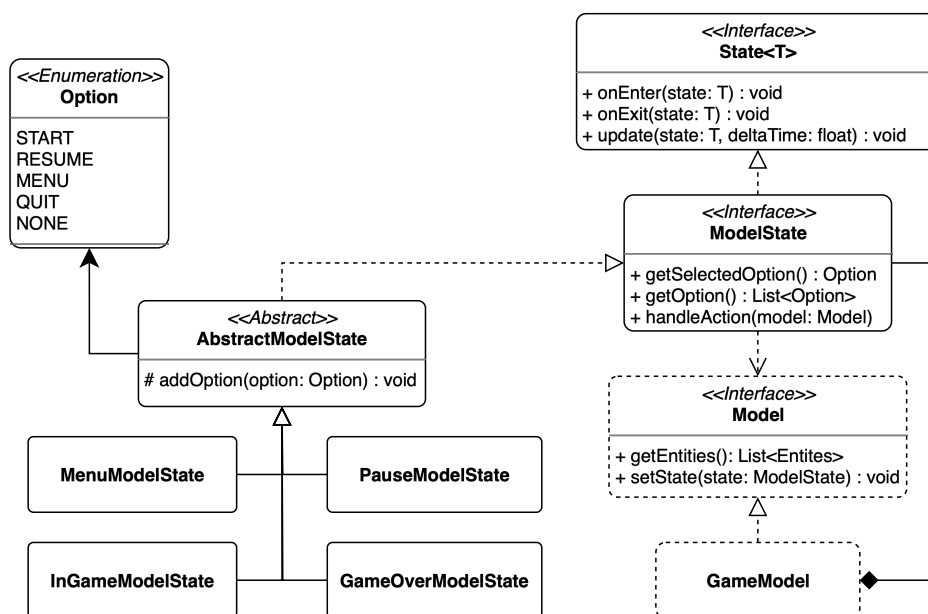 <<Enumeration>>
Option
START
RESUME
MENU
QUIT
NONE
<<Interface>>
State<T>
+ onEnter(state: T) : void
+ onExit(state: T) : void
+ update(state: T, deltaTime: float) : void
<<Interface>>
ModelState
+ getSelectedOption() : Option
+ getOption() : List<Option>
+ handleAction(model: Model)
<<Abstract>>
AbstractModelState
# addOption(option: Option) : void
<<Interface>>
Model
+ getEntities(): List<Entites>
+ setState(state: ModelState) : void
MenuModelState
PauseModelState
InGameModelState
GameOverModelState
GameModel